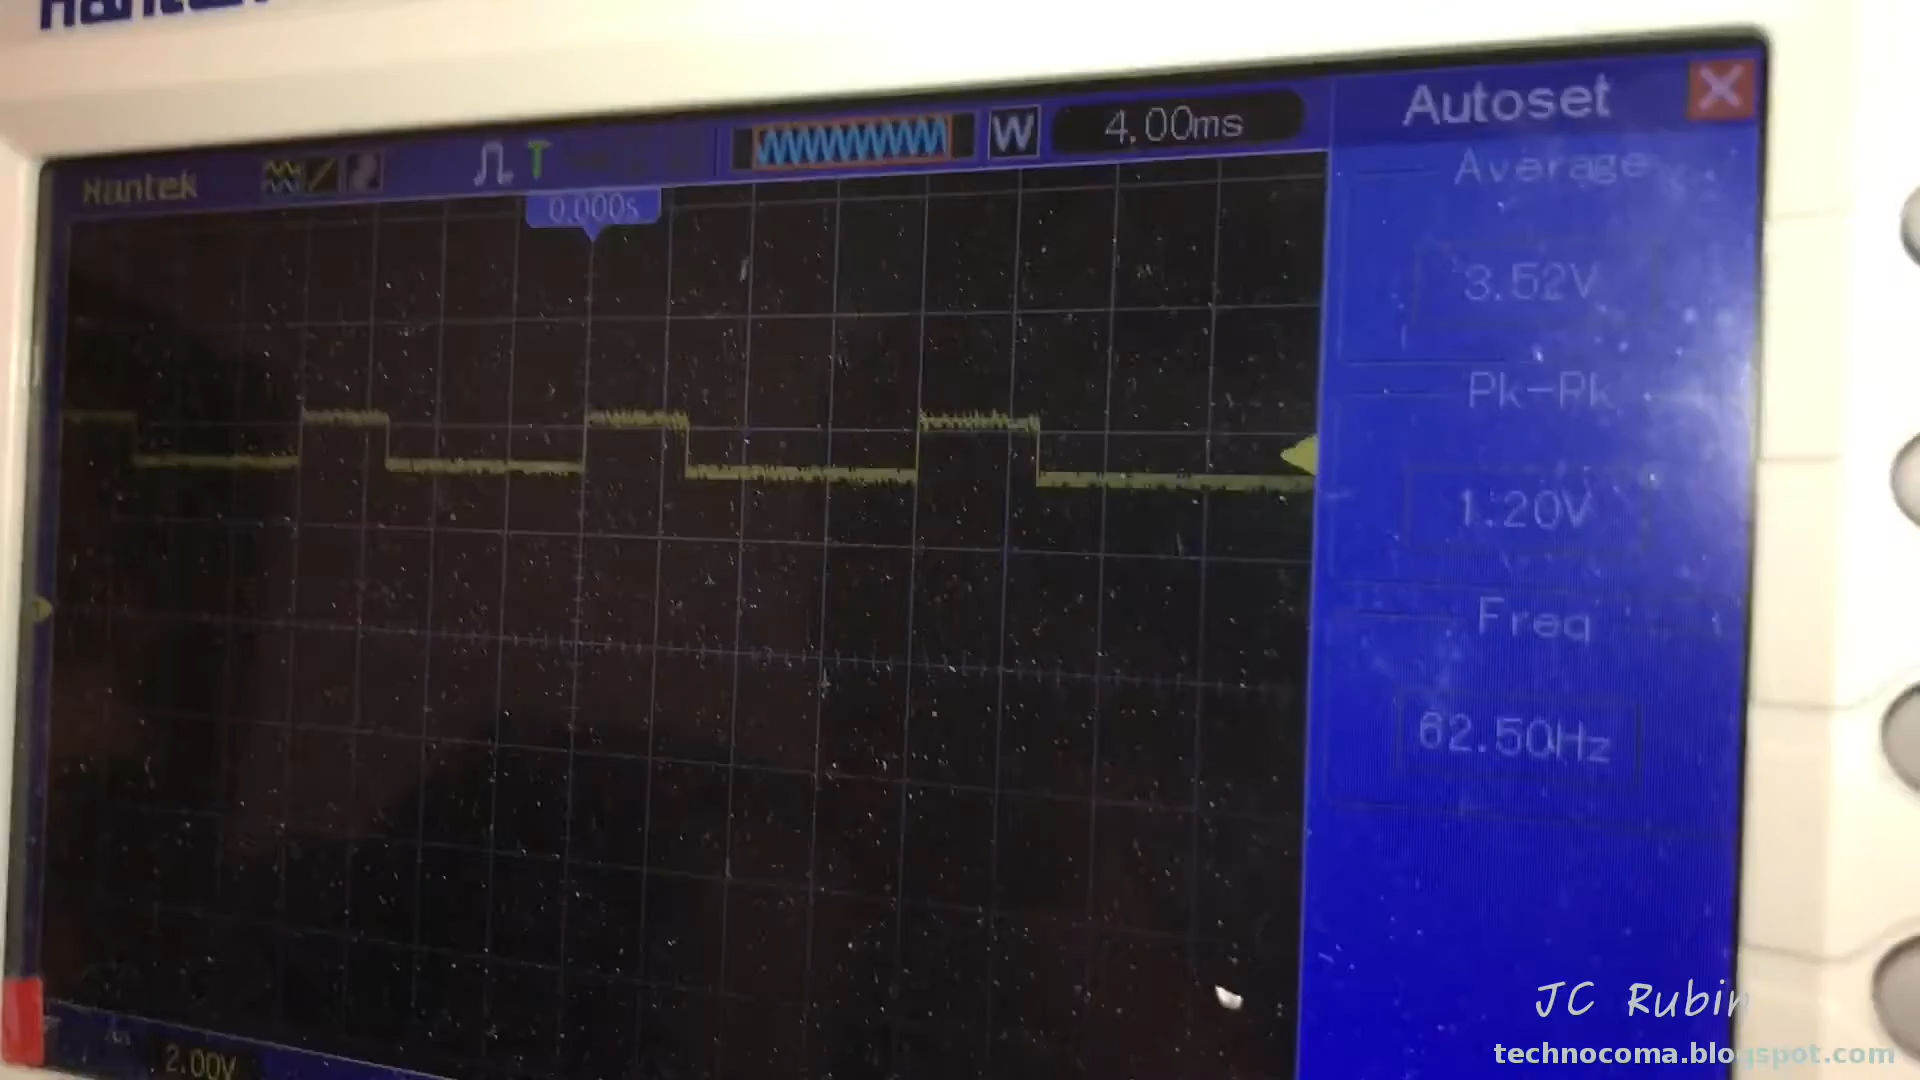 Hantek
Hantek
T
W
4.00ms
Autoset
0.000s
Average
3.52V
Pk-Pk
1.20V
Freq
62.50Hz
2.00V
JC Rubin
technocoma.blogspot.com